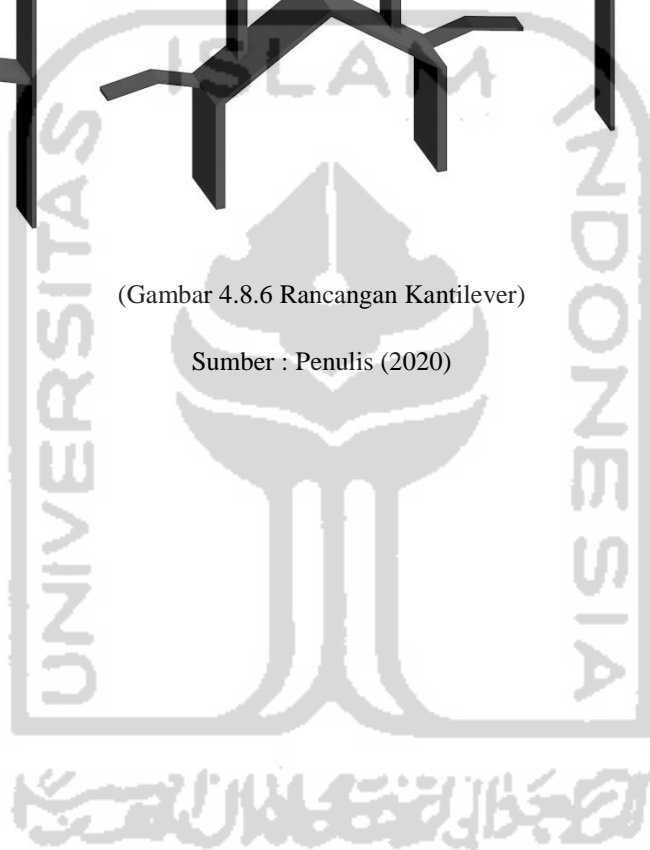 ISLAM
UNIVERSITAS
INDONESIA
(Gambar 4.8.6 Rancangan Kantilever)
Sumber : Penulis (2020)